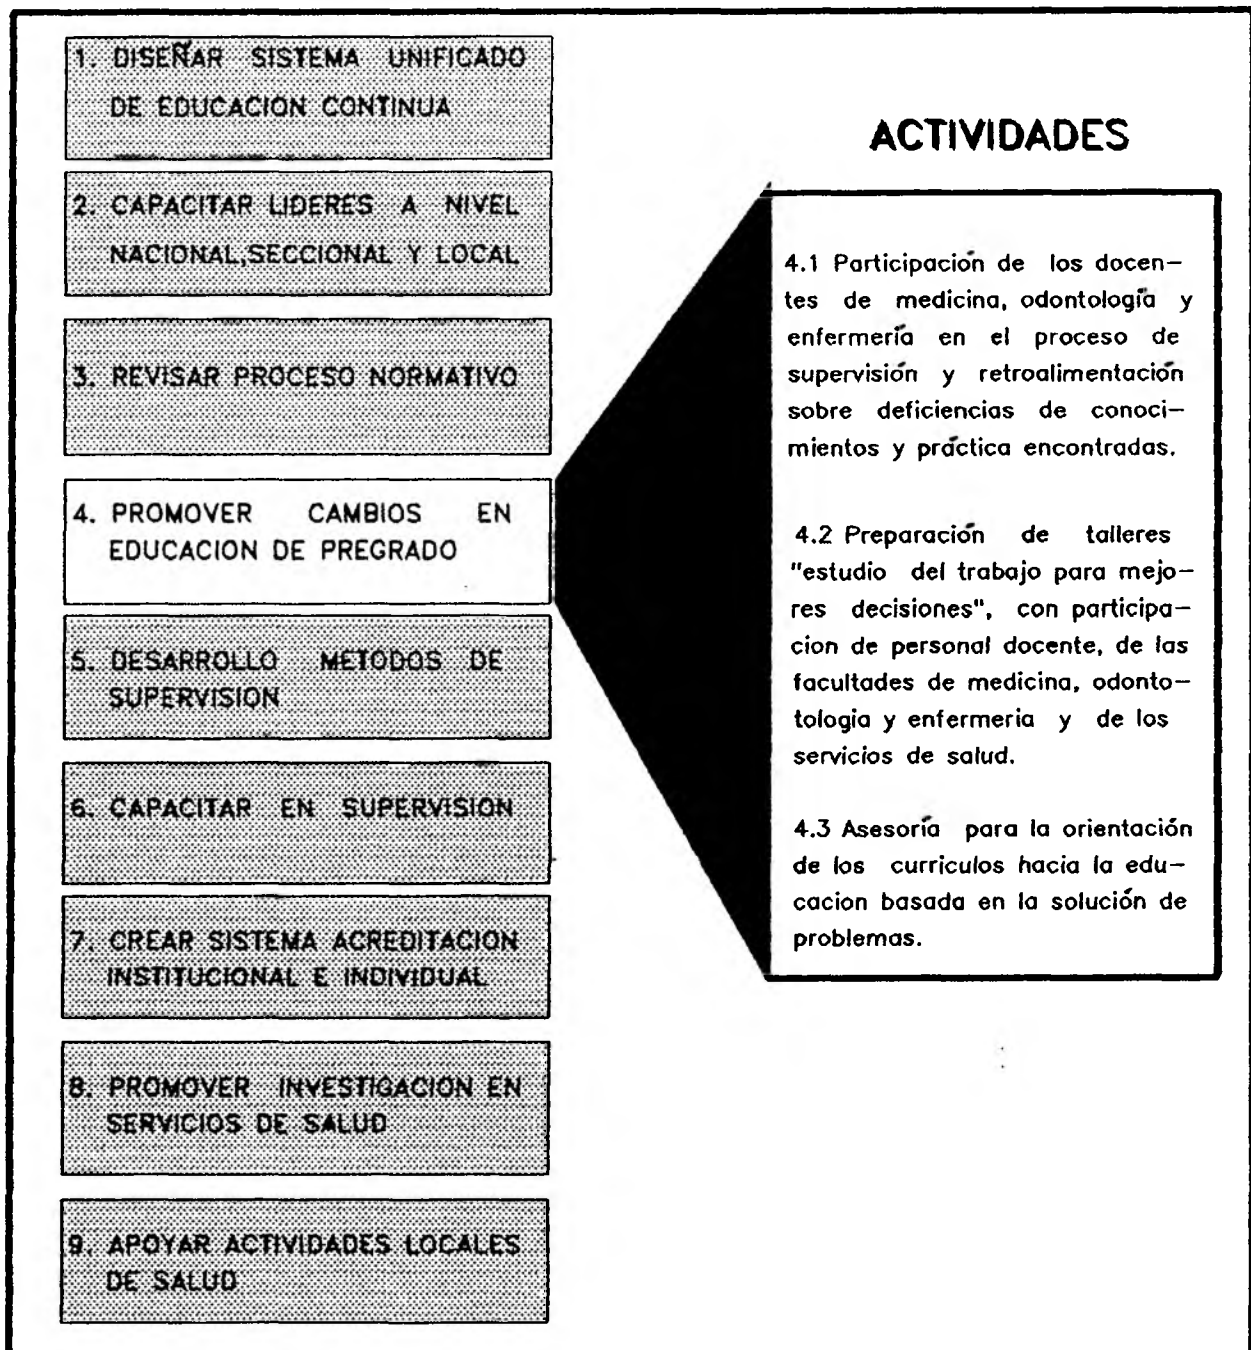 1. DISEÑAR SISTEMA UNIFICADO
DE EDUCACION CONTINUA
2. CAPACITAR LIDERES A NIVEL
NACIONAL,SECCIONAL Y LOCAL
3. REVISAR PROCESO NORMATIVO
4. PROMOVER CAMBIOS EN
EDUCACION DE PREGRADO
5. DESARROLLO METODOS DE
SUPERVISION
6. CAPACITAR EN SUPERVISION
7. CREAR SISTEMA ACREDITACION
INSTITUCIONAL E INDIVIDUAL
8. PROMOVER INVESTIGACION EN
SERVICIOS DE SALUD
9. APOYAR ACTIVIDADES LOCALES
DE SALUD
ACTIVIDADES
4.1 Participación de los docen-
tes de medicina, odontología y
enfermería en el proceso de
supervisión y retroalimentación
sobre deficiencias de conoci-
mientos y práctica encontradas.
4.2 Preparación de talleres
"estudio del trabajo para mejo-
res decisiones", con participa-
cion de personal docente, de las
facultades de medicina, odonto-
tologia y enfermeria y de los
servicios de salud.
4.3 Asesoría para la orientación
de los curriculos hacia la edu-
cacion basada en la solución de
problemas.